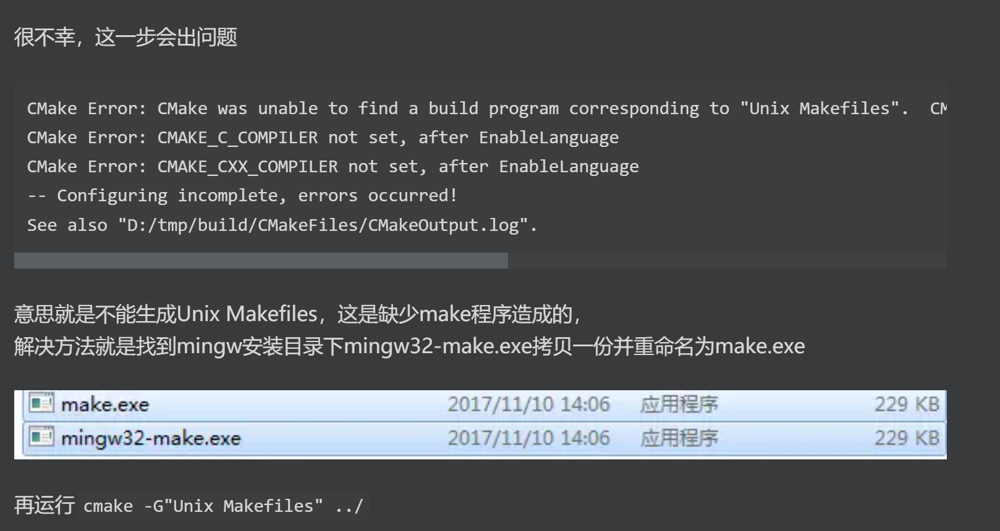 很不幸，这一步会出问题
CMake Error: CMake was unable to find a build program corresponding to "Unix Makefiles".  CM
CMake Error: CMAKE_C_COMPILER not set, after EnableLanguage
CMake Error: CMAKE_CXX_COMPILER not set, after EnableLanguage
-- Configuring incomplete, errors occurred!
See also "D:/tmp/build/CMakeFiles/CMakeOutput.log".
意思就是不能生成Unix Makefiles，这是缺少make程序造成的，
解决方法就是找到mingw安装目录下mingw32-make.exe拷贝一份并重命名为make.exe
make.exe 2017/11/10 14:06 应用程序 229 KB
mingw32-make.exe 2017/11/10 14:06 应用程序 229 KB
再运行 cmake -G"Unix Makefiles" ../